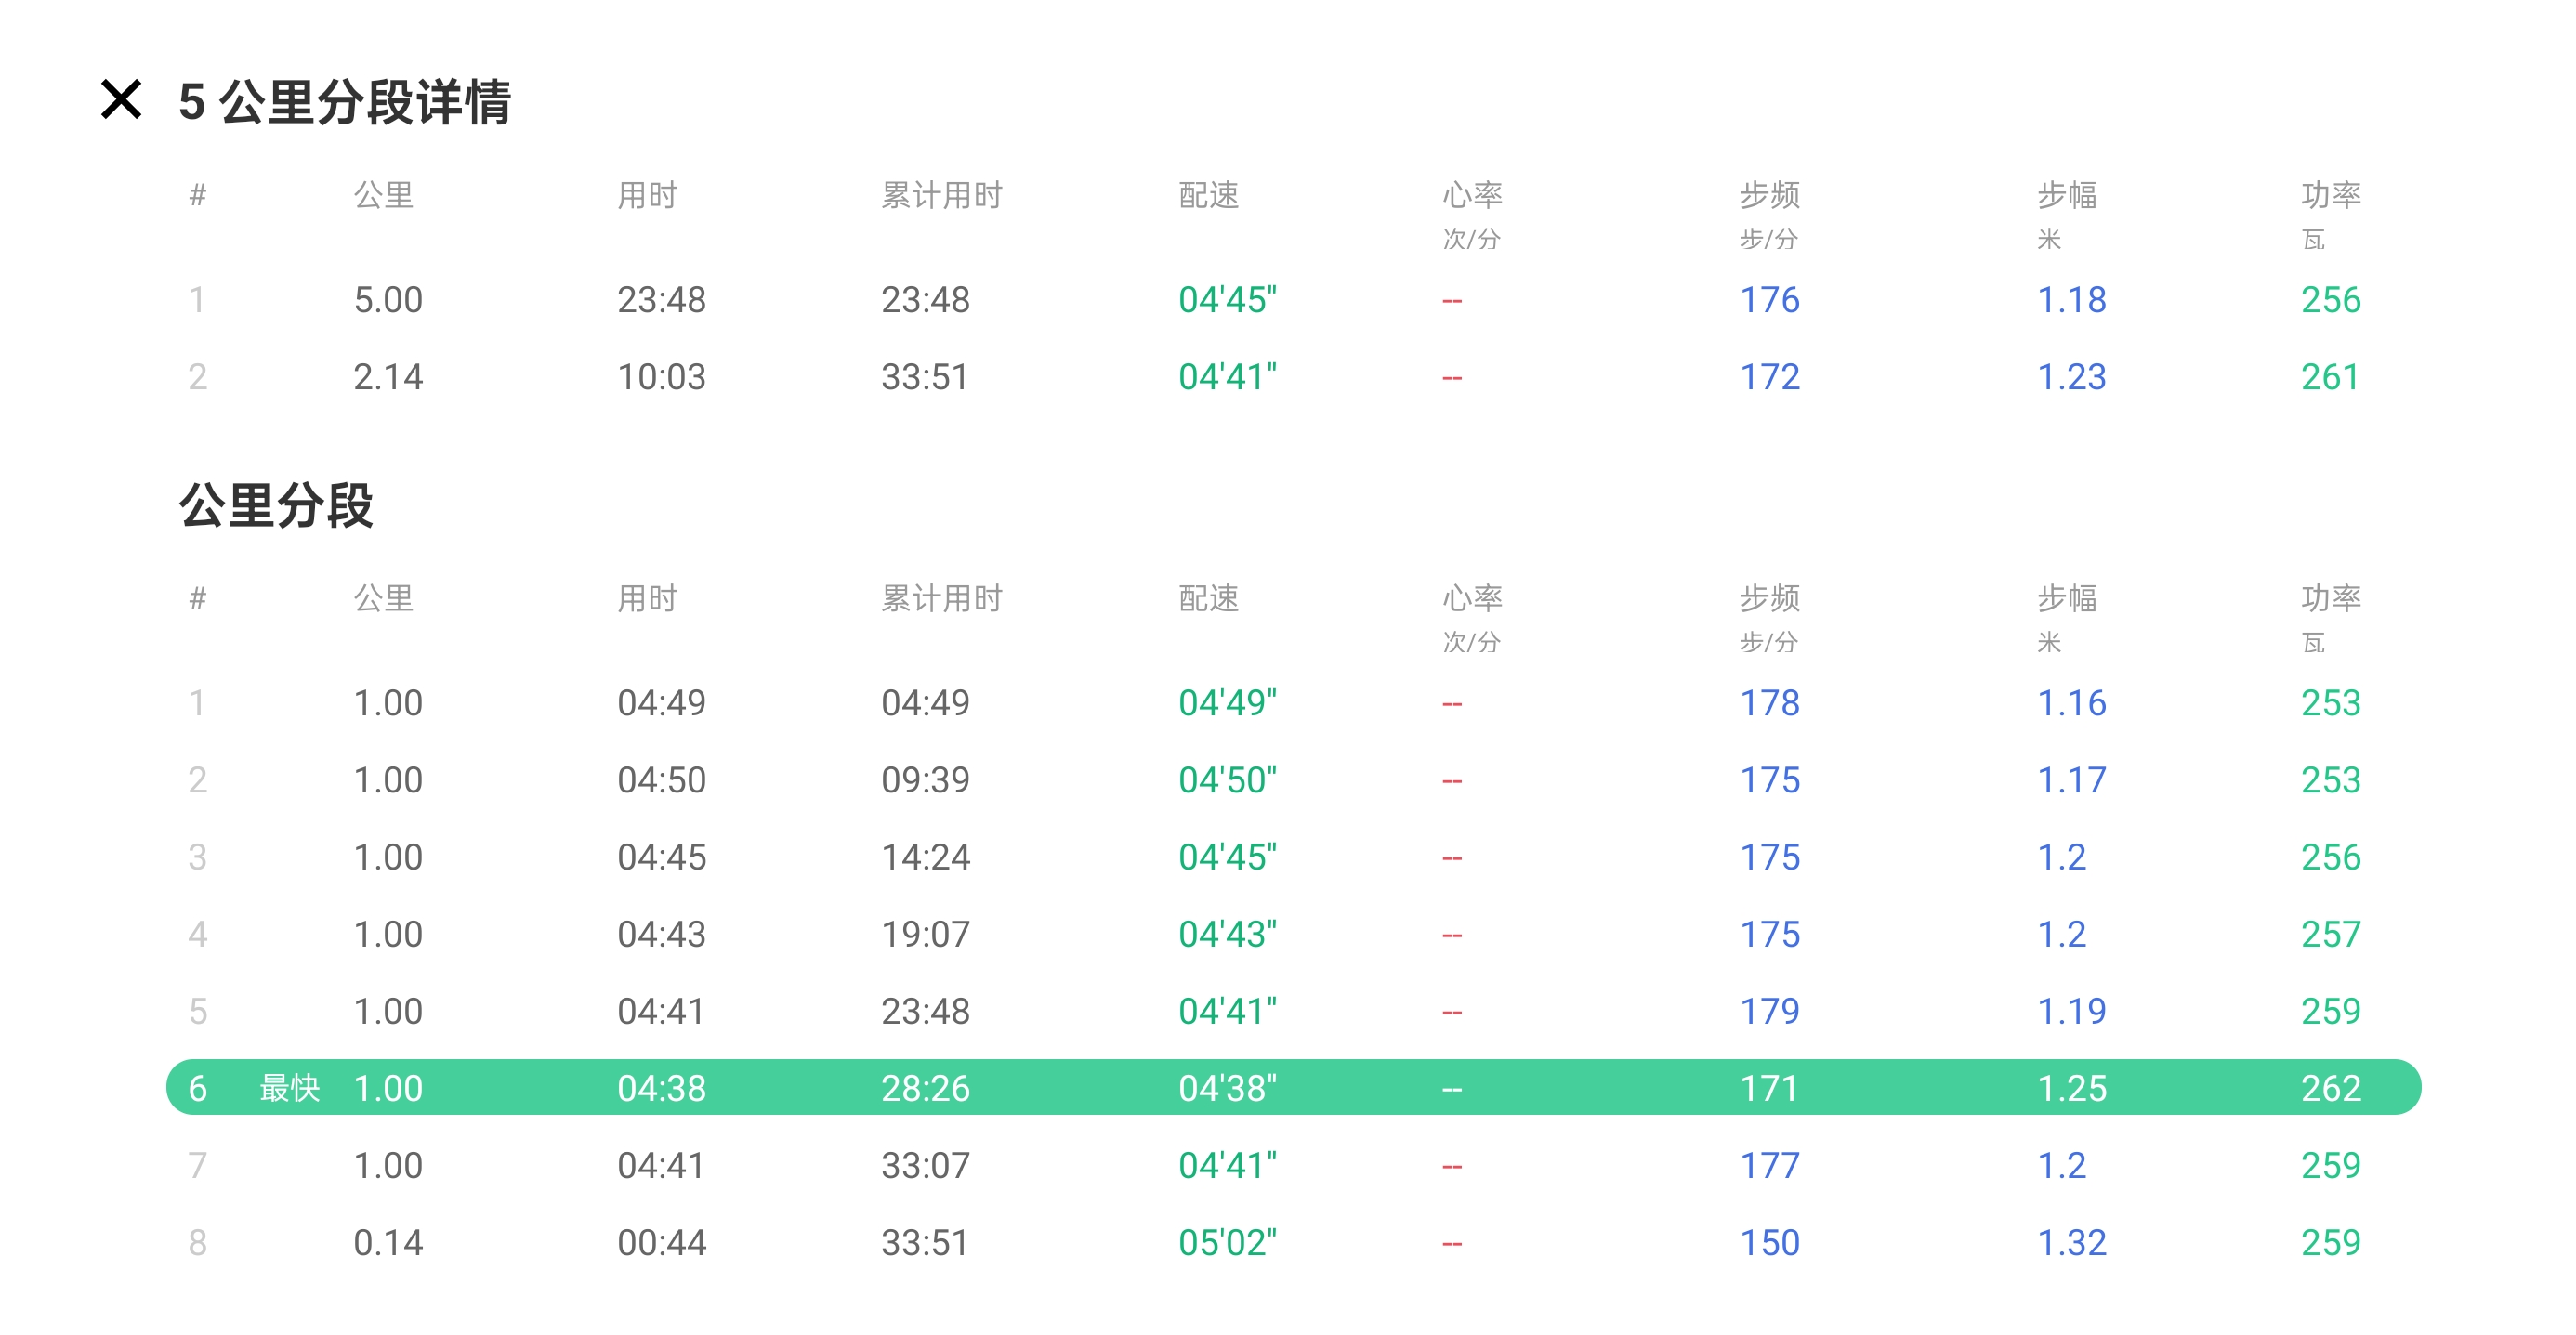 5 公里分段详情
# 公里 用时 累计用时 配速 心率 步频 步幅 功率
次/分 步/分 米 瓦
1 5.00 23:48 23:48 04'45" -- 176 1.18 256
2 2.14 10:03 33:51 04'41" -- 172 1.23 261
公里分段
# 公里 用时 累计用时 配速 心率 步频 步幅 功率
次/分 步/分 米 瓦
1 1.00 04:49 04:49 04'49" -- 178 1.16 253
2 1.00 04:50 09:39 04'50" -- 175 1.17 253
3 1.00 04:45 14:24 04'45" -- 175 1.2 256
4 1.00 04:43 19:07 04'43" -- 175 1.2 257
5 1.00 04:41 23:48 04'41" -- 179 1.19 259
6 最快 1.00 04:38 28:26 04'38" -- 171 1.25 262
7 1.00 04:41 33:07 04'41" -- 177 1.2 259
8 0.14 00:44 33:51 05'02" -- 150 1.32 259